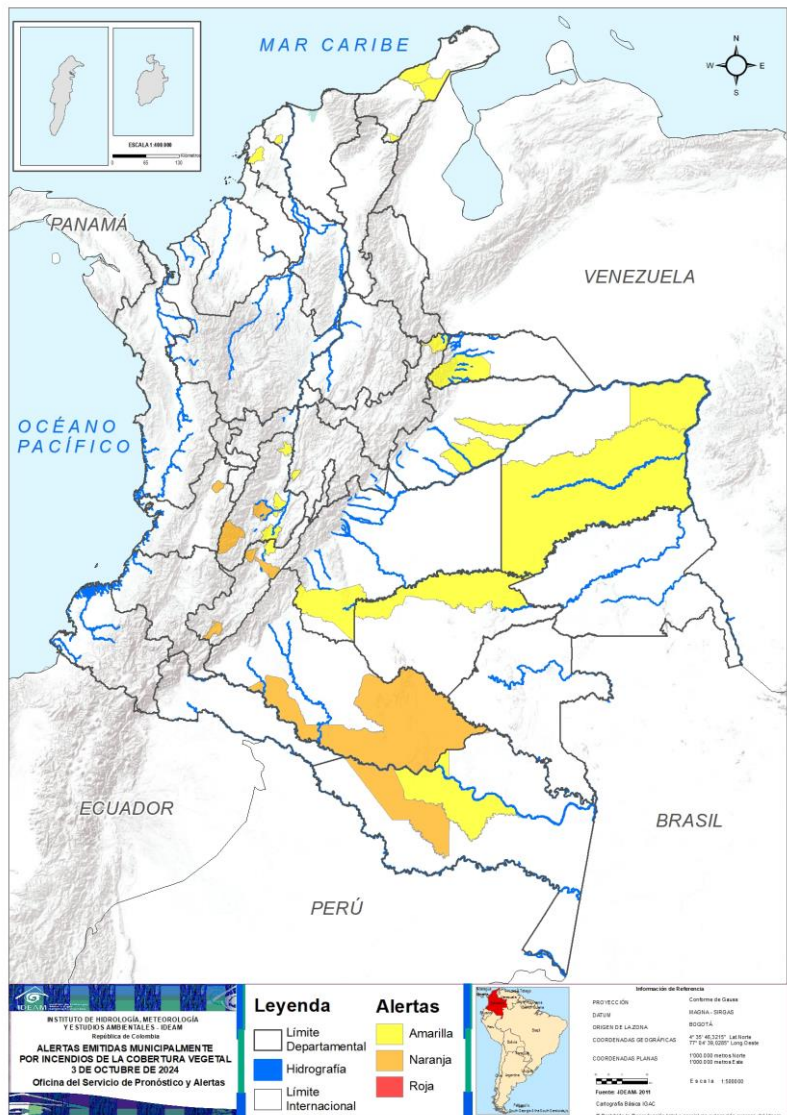 MAR CARIBE
N
W E
S
ESCALA 1:400.000
Kilómetros
PANAMÁ
VENEZUELA
OCÉANO
PACÍFICO
ECUADOR
BRASIL
PERÚ
IDEAM
INSTITUTO DE HIDROLOGÍA, METEOROLOGÍA
Y ESTUDIOS AMBIENTALES - IDEAM
República de Colombia
ALERTAS EMITIDAS MUNICIPALMENTE
POR INCENDIOS DE LA COBERTURA VEGETAL
3 DE OCTUBRE DE 2024
Oficina del Servicio de Pronóstico y Alertas
Leyenda
Límite
Departamental
Hidrografía
Límite
Internacional
Alertas
Amarilla
Naranja
Roja
Información de Referencia
PROYECCIÓN Conforme de Gauss
DATUM MAGNA - SIRGAS
ORIGEN DE LA ZONA BOGOTÁ
COORDENADAS GEOGRÁFICAS
COORDENADAS PLANAS 1'000.000 metros Norte
1'000.000 metros Este
Escala
Fuente: IDEAM- 2011
Cartografía Básica: IGAC